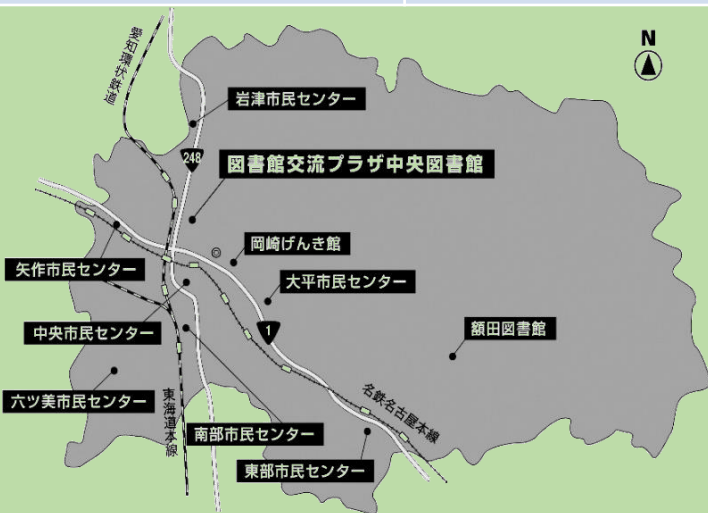 N
愛知環状鉄道
岩津市民センター
248
図書館交流プラザ中央図書館
岡崎げんき館
矢作市民センター
大平市民センター
中央市民センター
1
額田図書館
六ツ美市民センター
東海道本線
名鉄名古屋本線
南部市民センター
東部市民センター